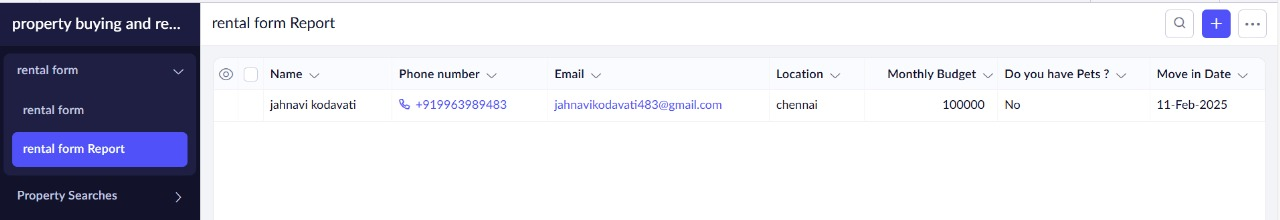 property buying and re...
rental form Report
rental form
rental form
rental form Report
Property Searches
Name Phone number Email Location Monthly Budget Do you have Pets ? Move in Date
jahnavi kodavati +919963989483 jahnavikodavati483@gmail.com chennai 100000 No 11-Feb-2025